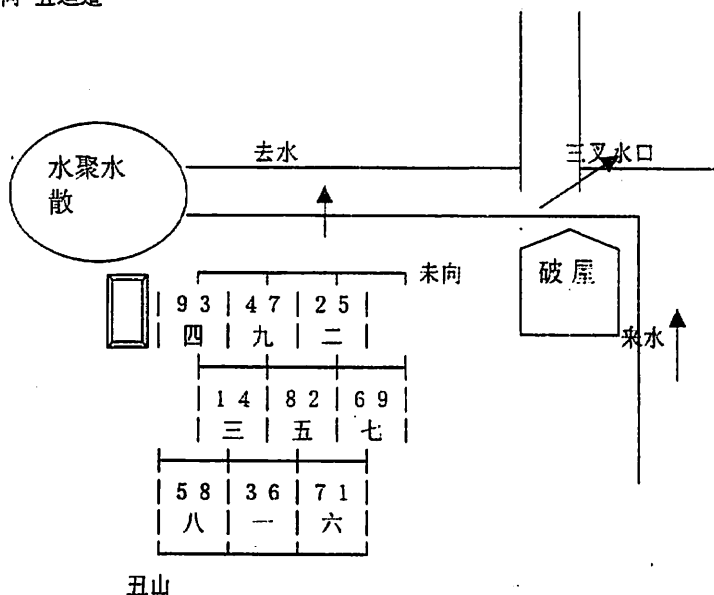 去水
三叉水口
水聚水
散
未向
破屋
来水
9 3 4 7 2 5
四 九 二
1 4 8 2 6 9
三 五 七
5 8 3 6 7 1
八 一 六
丑山